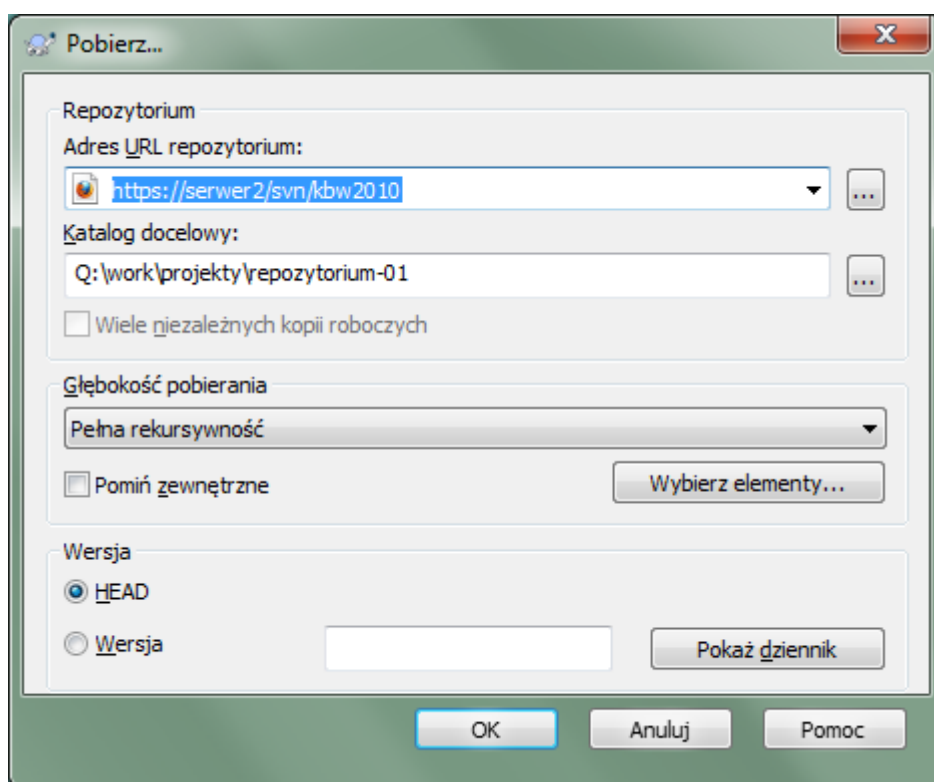 Pobierz...
Repozytorium
Adres URL repozytorium:
https://serwer2/svn/kbw2010
...
Katalog docelowy:
Q:\work\projekty\repozytorium-01
...
Wiele niezależnych kopii roboczych
Głębokość pobierania
Pełna rekursywność
Pomiń zewnętrzne
Wybierz elementy...
Wersja
HEAD
Wersja
Pokaż dziennik
OK
Anuluj
Pomoc